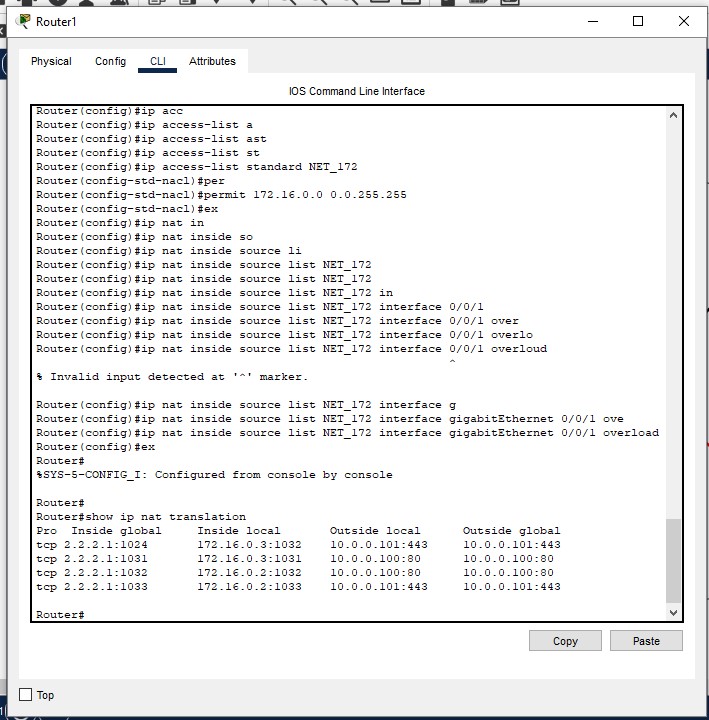 Router1
Physical Config CLI Attributes
IOS Command Line Interface
Router(config)#ip acc
Router(config)#ip access-list a
Router(config)#ip access-list ast
Router(config)#ip access-list st
Router(config)#ip access-list standard NET_172
Router(config-std-nacl)#per
Router(config-std-nacl)#permit 172.16.0.0 0.0.255.255
Router(config-std-nacl)#ex
Router(config)#ip nat in
Router(config)#ip nat inside so
Router(config)#ip nat inside source li
Router(config)#ip nat inside source list NET_172
Router(config)#ip nat inside source list NET_172
Router(config)#ip nat inside source list NET_172 in
Router(config)#ip nat inside source list NET_172 interface 0/0/1
Router(config)#ip nat inside source list NET_172 interface 0/0/1 over
Router(config)#ip nat inside source list NET_172 interface 0/0/1 overlo
Router(config)#ip nat inside source list NET_172 interface 0/0/1 overloud
^
% Invalid input detected at '^' marker.
Router(config)#ip nat inside source list NET_172 interface g
Router(config)#ip nat inside source list NET_172 interface gigabitEthernet 0/0/1 ove
Router(config)#ip nat inside source list NET_172 interface gigabitEthernet 0/0/1 overload
Router(config)#ex
Router#
%SYS-5-CONFIG_I: Configured from console by console
Router#
Router#show ip nat translation
Pro Inside global Inside local Outside local Outside global
tcp 2.2.2.1:1024 172.16.0.3:1032 10.0.0.101:443 10.0.0.101:443
tcp 2.2.2.1:1031 172.16.0.3:1031 10.0.0.100:80 10.0.0.100:80
tcp 2.2.2.1:1032 172.16.0.2:1032 10.0.0.100:80 10.0.0.100:80
tcp 2.2.2.1:1033 172.16.0.2:1033 10.0.0.101:443 10.0.0.101:443
Router#
Copy Paste
Top